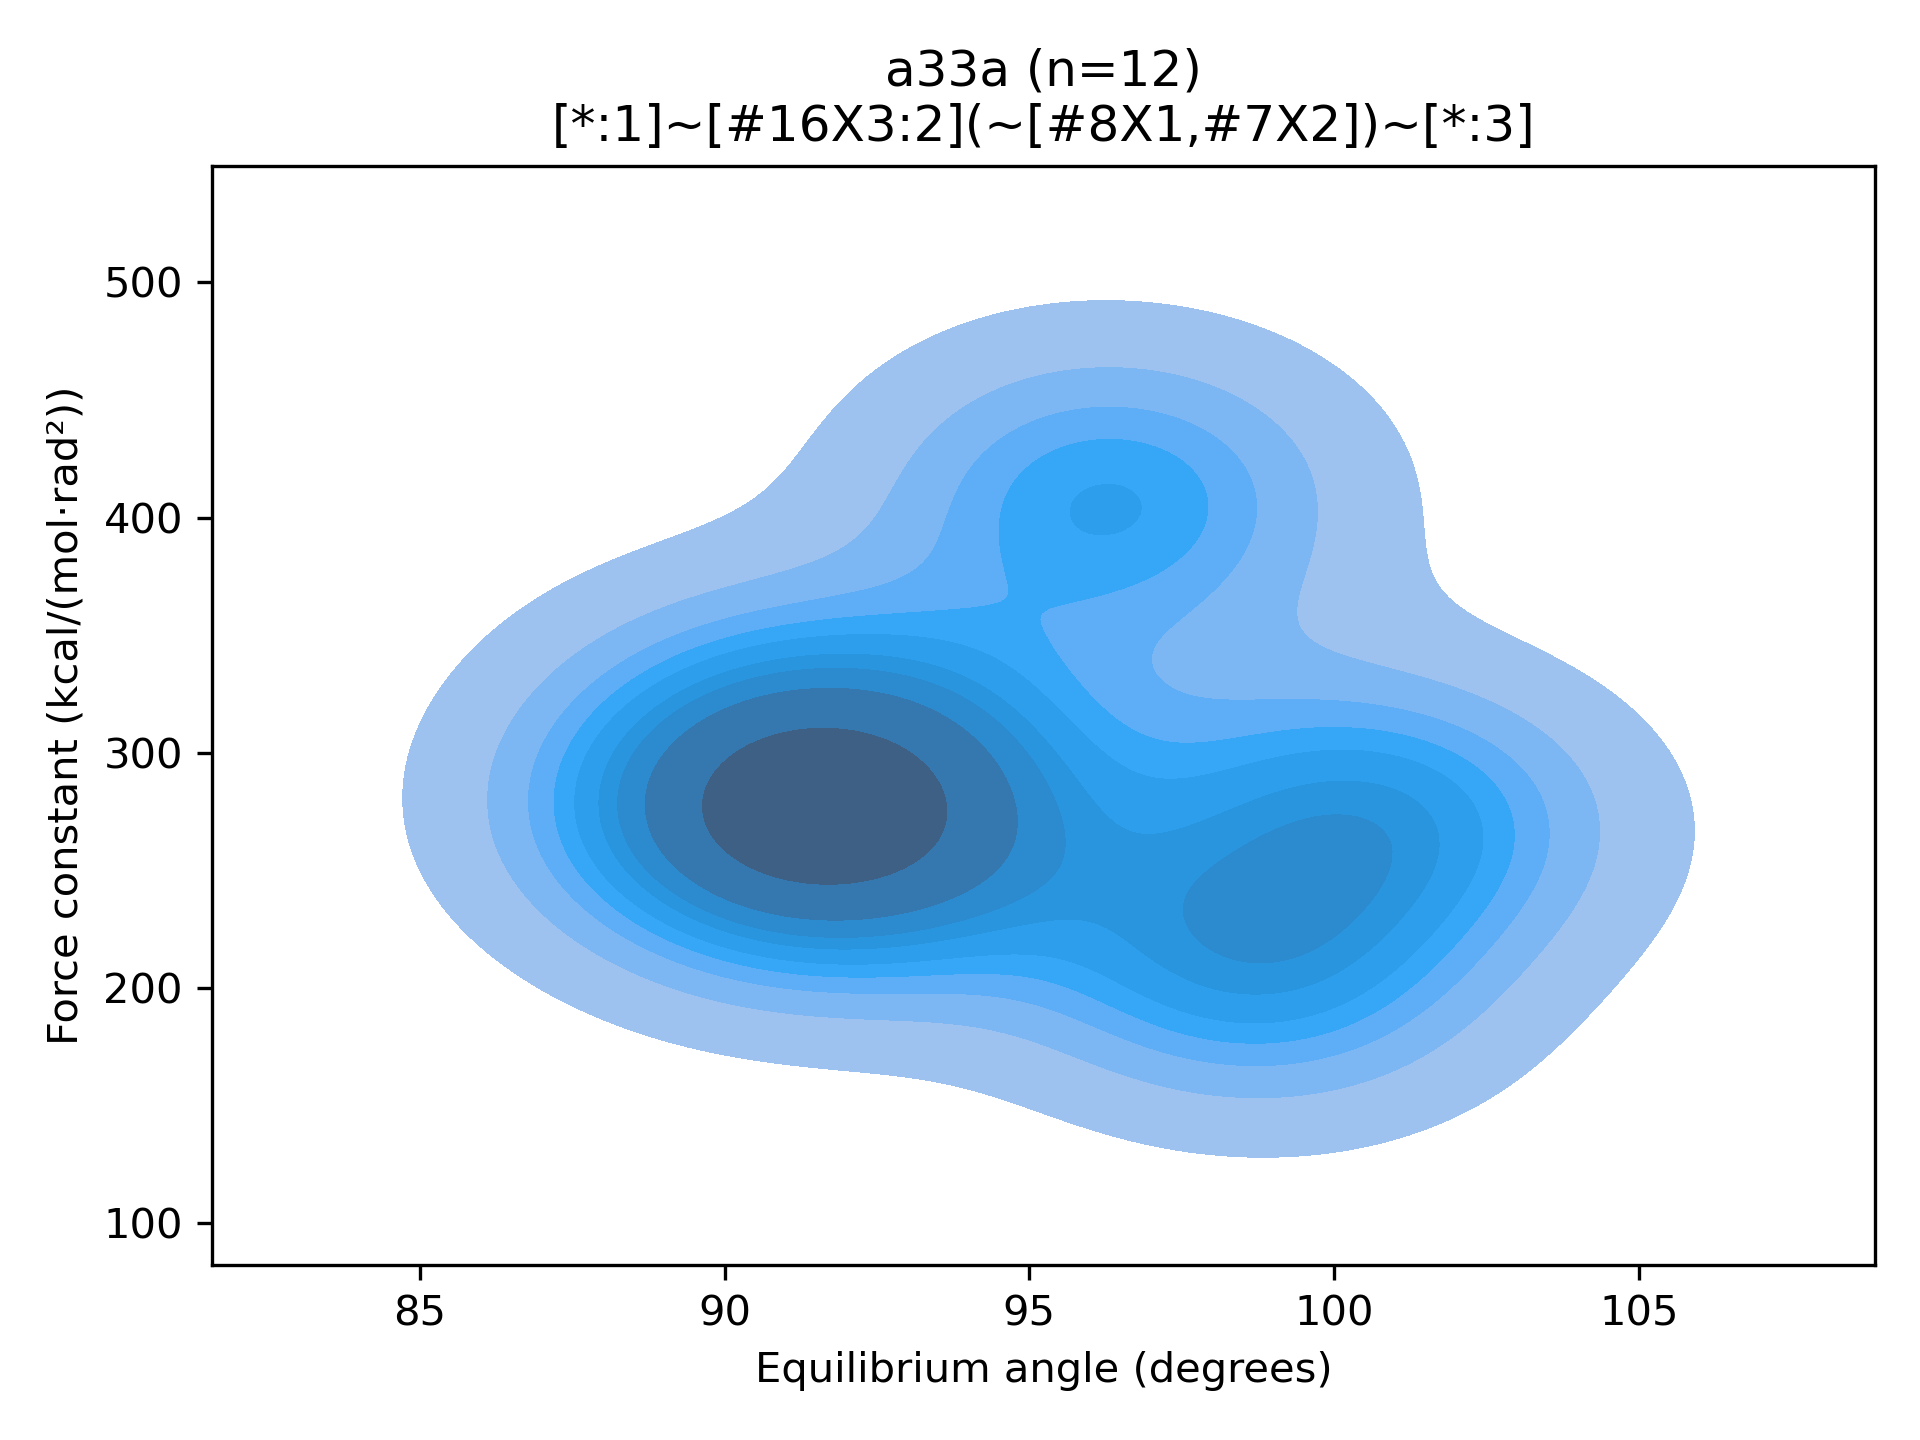 a33a (n=12)
[*:1]~[#16X3:2](~[#8X1,#7X2])~[*:3]
Force constant (kcal/(mol·rad²))
500
400
300
200
100
85
90
95
100
105
Equilibrium angle (degrees)